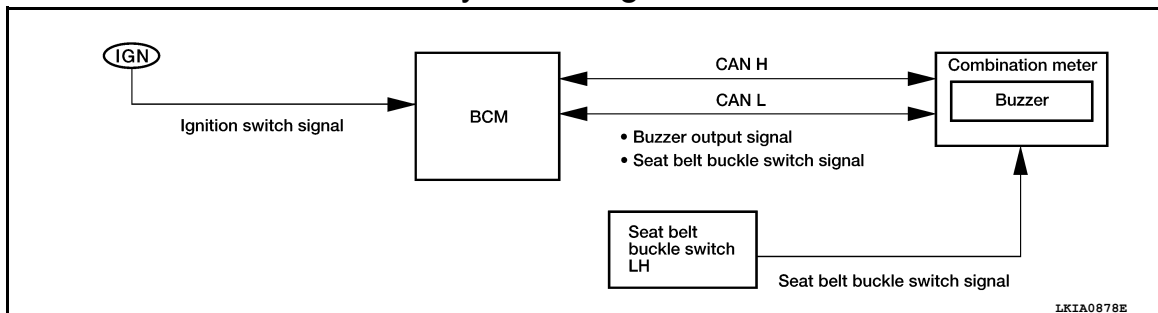 IGN
Ignition switch signal
BCM
CAN H
CAN L
• Buzzer output signal
• Seat belt buckle switch signal
Combination meter
Buzzer
Seat belt
buckle switch
LH
Seat belt buckle switch signal
LKIA0878E